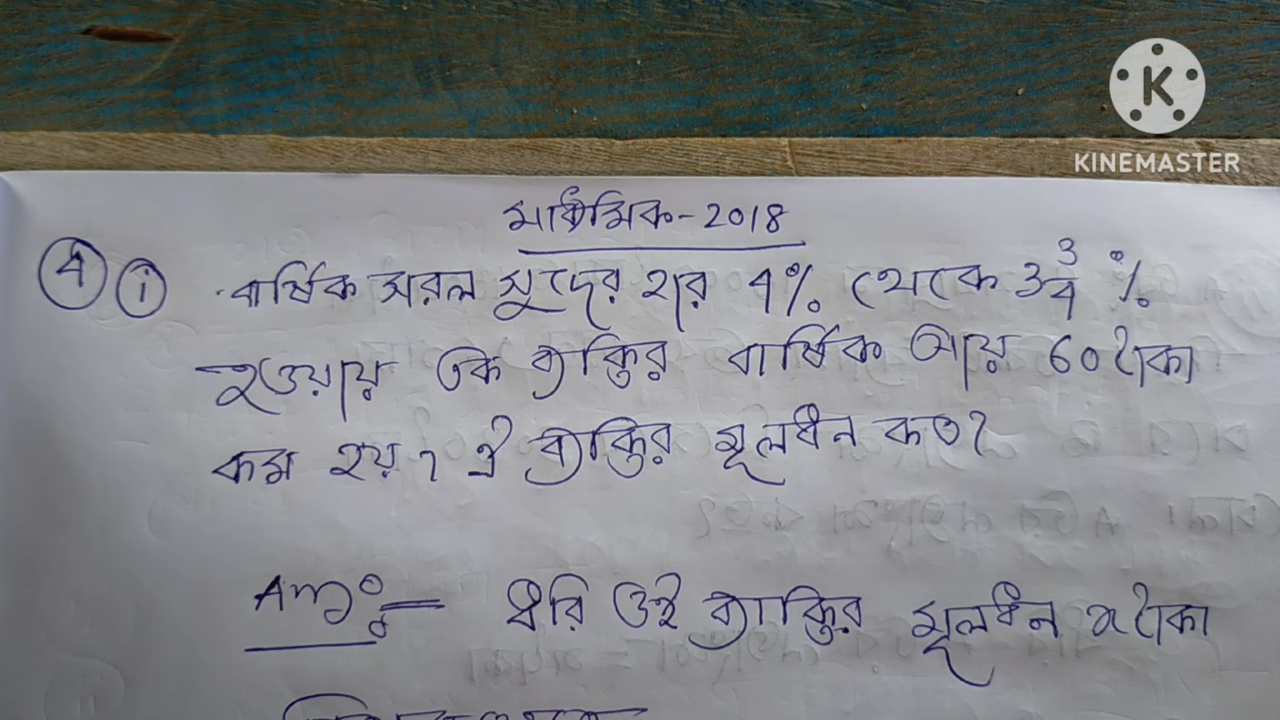 KINEMASTER
মাধ্যমিক-2018
4 i বার্ষিক সরল সুদের হার 4% থেকে 3 3/4 %
হওয়ায় এক ব্যক্তির বার্ষিক আয় 60 টাকা
কম হয়। ঐ ব্যক্তির মূলধন কত?
Ans:- ধরি ওই ব্যাক্তির মূলধন x টাকা